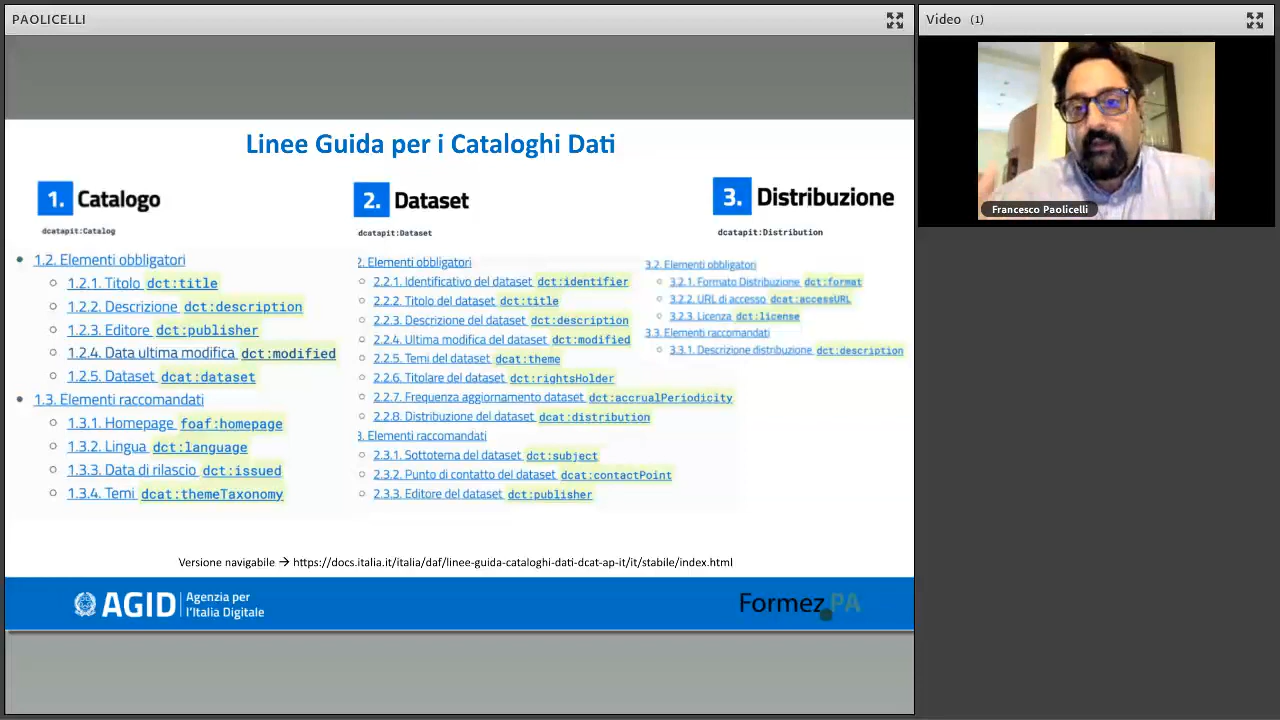 PAOLICELLI
Video (1)
Francesco Paolicelli
Linee Guida per i Cataloghi Dati
1. Catalogo
dcatapit:Catalog
1.2. Elementi obbligatori
1.2.1. Titolo dct:title
1.2.2. Descrizione dct:description
1.2.3. Editore dct:publisher
1.2.4. Data ultima modifica dct:modified
1.2.5. Dataset dcat:dataset
1.3. Elementi raccomandati
1.3.1. Homepage foaf:homepage
1.3.2. Lingua dct:language
1.3.3. Data di rilascio dct:issued
1.3.4. Temi dcat:themeTaxonomy
2. Dataset
dcatapit:Dataset
2. Elementi obbligatori
2.2.1. Identificativo del dataset dct:identifier
2.2.2. Titolo del dataset dct:title
2.2.3. Descrizione del dataset dct:description
2.2.4. Ultima modifica del dataset dct:modified
2.2.5. Temi del dataset dcat:theme
2.2.6. Titolare del dataset dct:rightsHolder
2.2.7. Frequenza aggiornamento dataset dct:accrualPeriodicity
2.2.8. Distribuzione del dataset dcat:distribution
3. Elementi raccomandati
2.3.1. Sottotema del dataset dct:subject
2.3.2. Punto di contatto del dataset dcat:contactPoint
2.3.3. Editore del dataset dct:publisher
3. Distribuzione
dcatapit:Distribution
3.2. Elementi obbligatori
3.2.1. Formato Distribuzione dct:format
3.2.2. URL di accesso dcat:accessURL
3.2.3. Licenza dct:license
3.3. Elementi raccomandati
3.3.1. Descrizione distribuzione dct:description
Versione navigabile → https://docs.italia.it/italia/daf/linee-guida-cataloghi-dati-dcat-ap-it/it/stabile/index.html
AGID Agenzia per
l'Italia Digitale
Formez PA